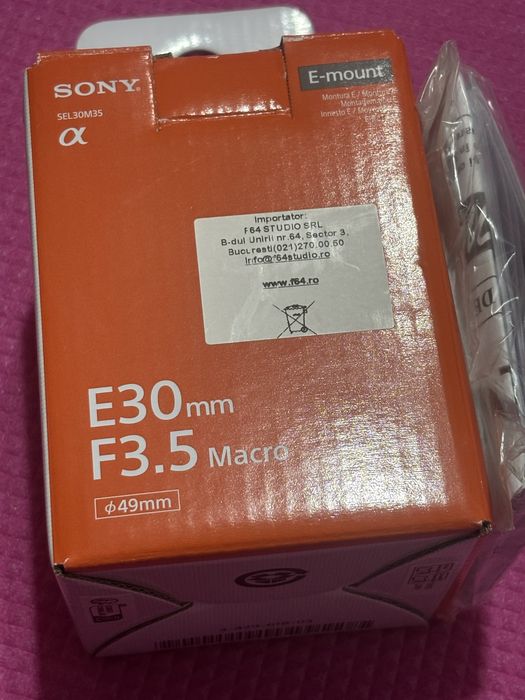 SONY
SEL30M35
α
E-mount
Importator:
F64 STUDIO SRL
B-dul Unirii nr.64, Sector 3,
Bucuresti(021)270.00.60
info@f64studio.ro
www.f64.ro
E30mm
F3.5 Macro
ϕ49mm